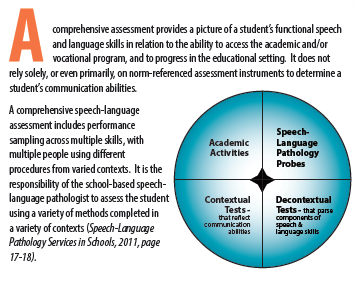 A comprehensive assessment provides a picture of a student's functional speech
and language skills in relation to the ability to access the academic and/or
vocational program, and to progress in the educational setting. It does not
rely solely, or even primarily, on norm-referenced assessment instruments to determine a
student's communication abilities.
A comprehensive speech-language
assessment includes performance
sampling across multiple skills, with
multiple people using different
procedures from varied contexts. It is the
responsibility of the school-based speech-
language pathologist to assess the student
using a variety of methods completed in
a variety of contexts (Speech-Language
Pathology Services in Schools, 2011, page
17-18).
Academic
Activities
Speech-
Language
Pathology
Probes
Contextual
Tests -
that reflect
communication
abilities
Decontextual
Tests - that parse
components of
speech &
language skills